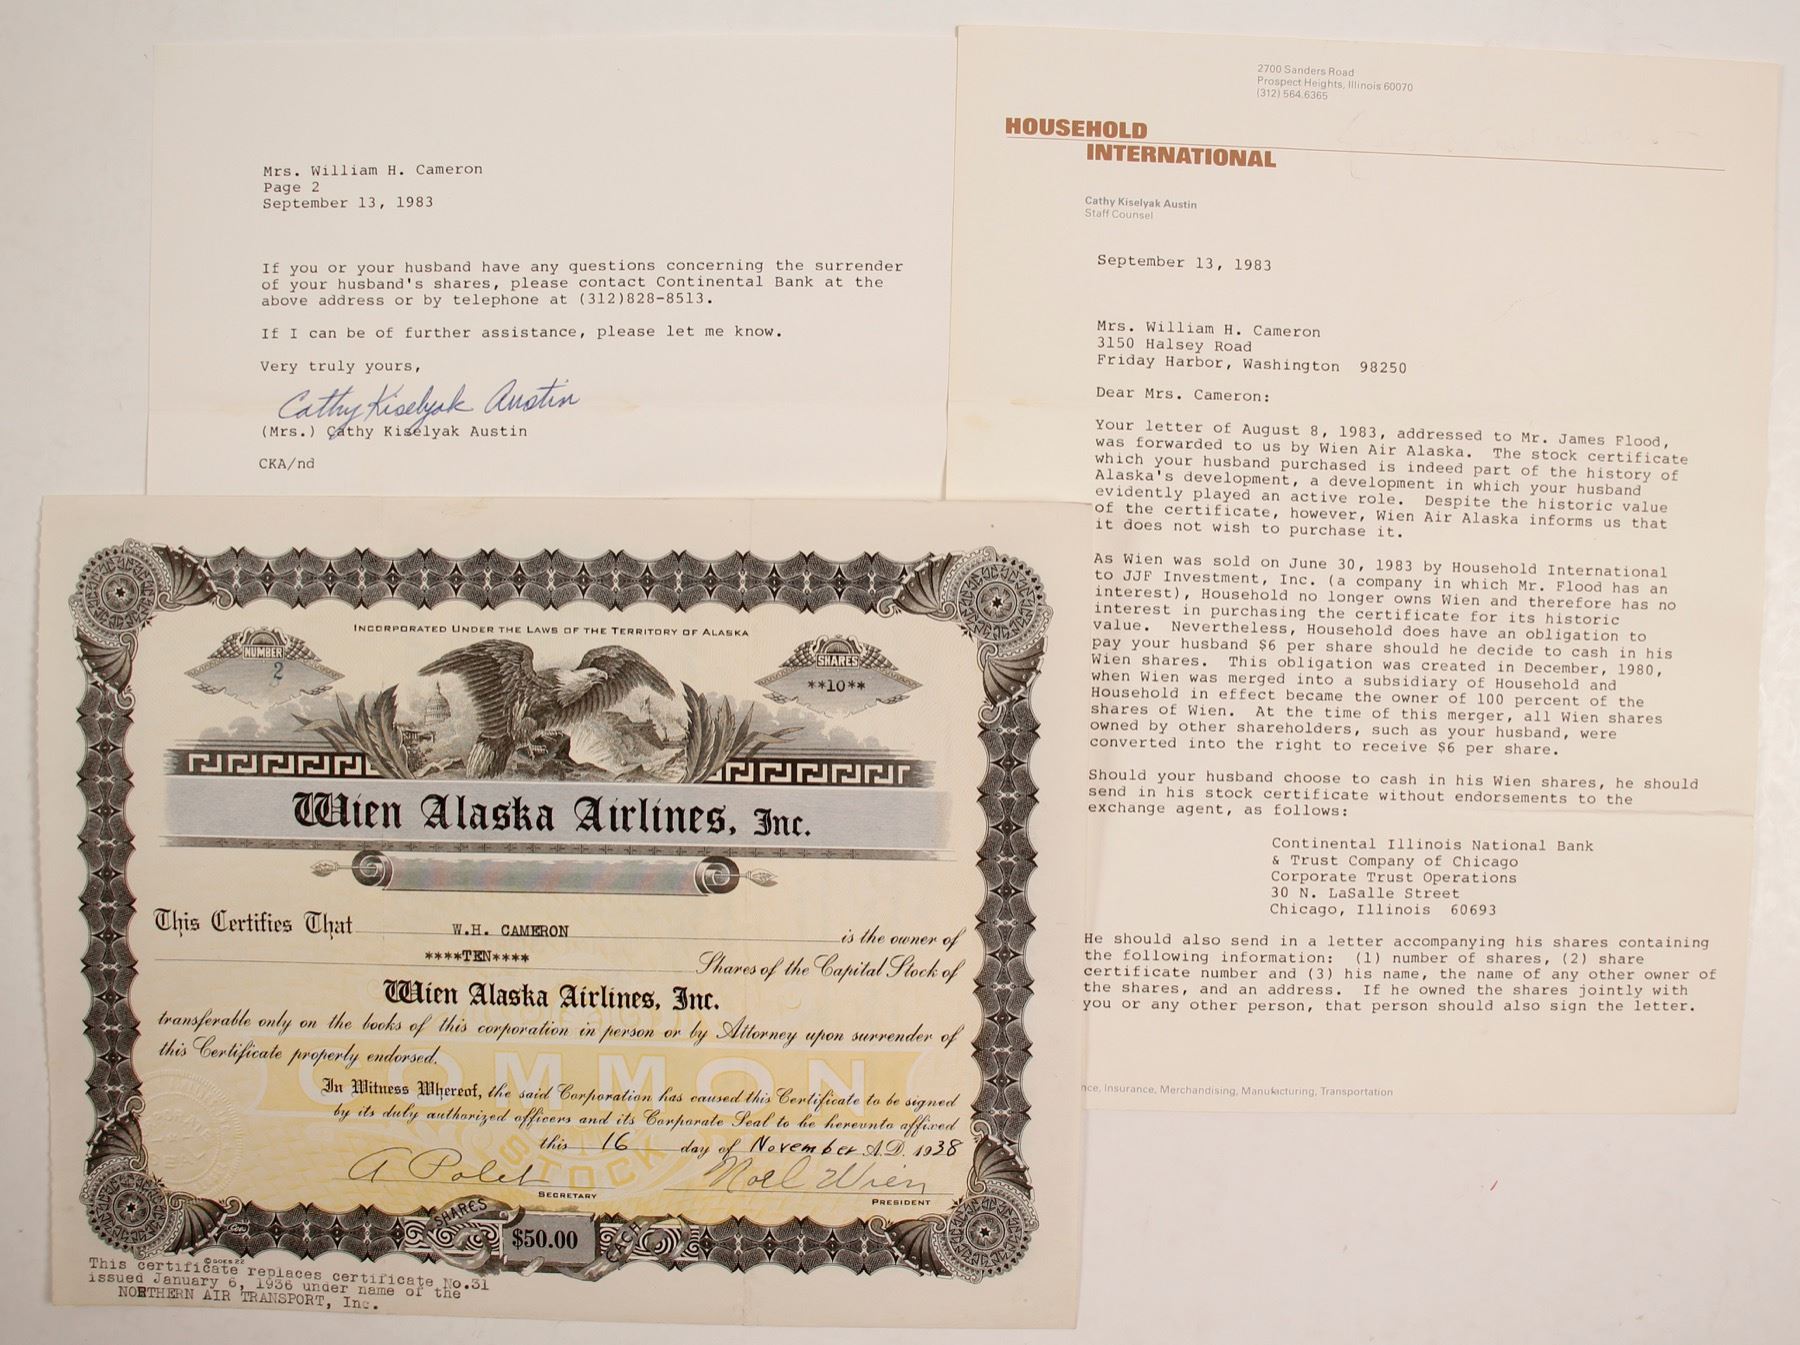 Mrs. William H. Cameron
Page 2
September 13, 1983
If you or your husband have any questions concerning the surrender
of your husband's shares, please contact Continental Bank at the
above address or by telephone at (312)828-8513.
If I can be of further assistance, please let me know.
Very truly yours,
Cathy Kiselyak Austin
(Mrs.) Cathy Kiselyak Austin
CKA/nd
2700 Sanders Road
Prospect Heights, Illinois 60070
(312) 564.6365
HOUSEHOLD
INTERNATIONAL
Cathy Kiselyak Austin
Staff Counsel
September 13, 1983
Mrs. William H. Cameron
3150 Halsey Road
Friday Harbor, Washington 98250
Dear Mrs. Cameron:
Your letter of August 8, 1983, addressed to Mr. James Flood,
was forwarded to us by Wien Air Alaska. The stock certificate
which your husband purchased is indeed part of the history of
Alaska's development, a development in which your husband
evidently played an active role. Despite the historic value
of the certificate, however, Wien Air Alaska informs us that
it does not wish to purchase it.
As Wien was sold on June 30, 1983 by Household International
to JJF Investment, Inc. (a company in which Mr. Flood has an
interest), Household no longer owns Wien and therefore has no
interest in purchasing the certificate for its historic
value. Nevertheless, Household does have an obligation to
pay your husband $6 per share should he decide to cash in his
Wien shares. This obligation was created in December, 1980,
when Wien was merged into a subsidiary of Household and
Household in effect became the owner of 100 percent of the
shares of Wien. At the time of this merger, all Wien shares
owned by other shareholders, such as your husband, were
converted into the right to receive $6 per share.
Should your husband choose to cash in his Wien shares, he should
send in his stock certificate without endorsements to the
exchange agent, as follows:
Continental Illinois National Bank
& Trust Company of Chicago
Corporate Trust Operations
30 N. LaSalle Street
Chicago, Illinois 60693
He should also send in a letter accompanying his shares containing
the following information: (1) number of shares, (2) share
certificate number and (3) his name, the name of any other owner of
the shares, and an address. If he owned the shares jointly with
you or any other person, that person should also sign the letter.
nce, Insurance, Merchandising, Manufacturing, Transportation
INCORPORATED UNDER THE LAWS OF THE TERRITORY OF ALASKA
NUMBER
2
SHARES
**10**
Wien Alaska Airlines, Inc.
This Certifies That W.H. CAMERON is the owner of
****TEN**** Shares of the Capital Stock of
Wien Alaska Airlines, Inc.
transferable only on the books of this corporation in person or by Attorney upon surrender of
this Certificate properly endorsed.
COMMON
STOCK
In Witness Whereof, the said Corporation has caused this Certificate to be signed
by its duly authorized officers and its Corporate Seal to be hereunto affixed
this 16 day of November A.D. 1938
A Polet
SECRETARY
Noel Wien
PRESIDENT
SHARES $50.00 EACH
© GOES 22
This certificate replaces certificate No.31
issued January 6, 1936 under name of the
NORTHERN AIR TRANSPORT, Inc.